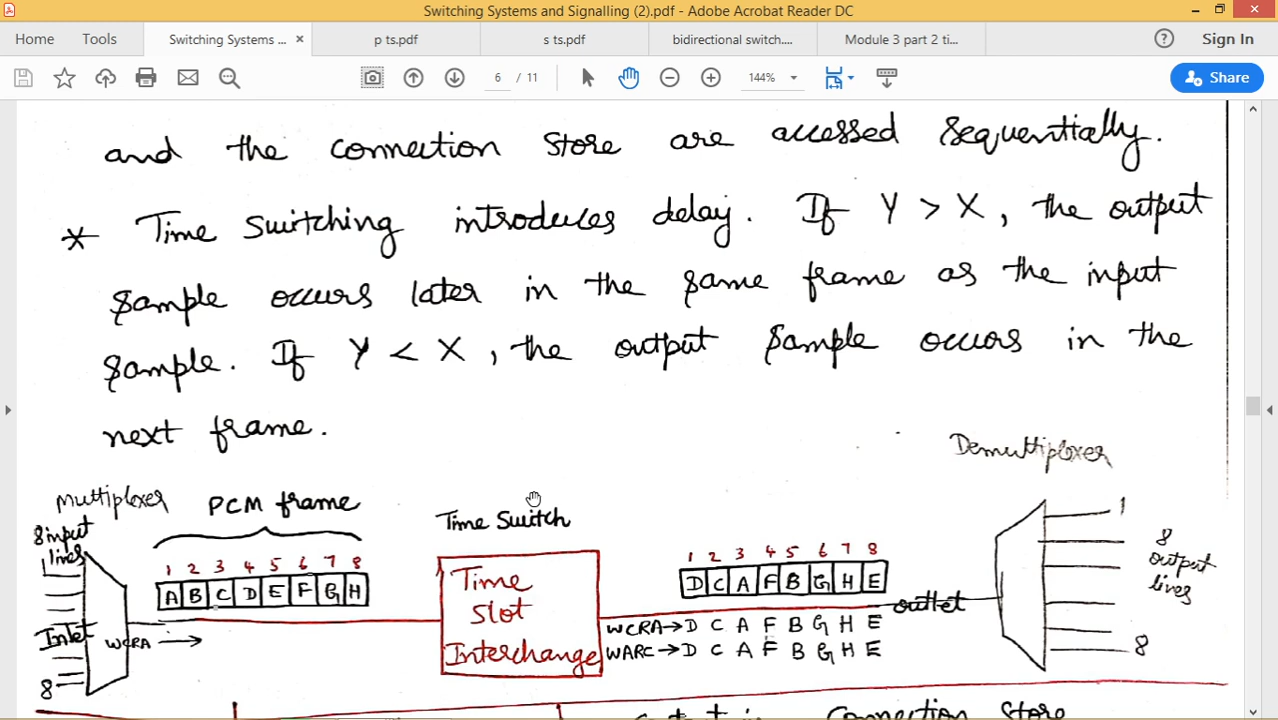 Switching Systems and Signalling (2).pdf - Adobe Acrobat Reader DC
Home Tools Switching Systems ... × p ts.pdf s ts.pdf bidirectional switch.... Module 3 part 2 ti... Sign In
6 / 11 144% Share
and the connection store are accessed sequentially.
* Time switching introduces delay. If Y > X, the output
sample occurs later in the same frame as the input
sample. If Y < X, the output sample occurs in the
next frame.
Demultiplexer
Multiplexer PCM frame
Time Switch
8 input
lines
1
1 2 3 4 5 6 7 8
A B C D E F G H
Inlet
WCRA →
8
Time
Slot
Interchange
1 2 3 4 5 6 7 8
D C A F B G H E
WCRA → D C A F B G H E
WARC → D C A F B G H E
outlet
1
8
output
lives
8
Connection Store